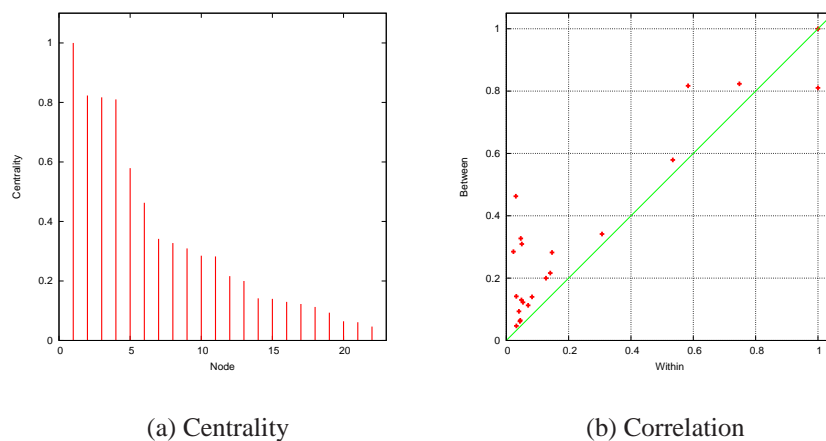 1
0.8
0.6
0.4
0.2
0
0 5 10 15 20
Centrality
Node
(a) Centrality
1
0.8
0.6
0.4
0.2
0
0.2 0.4 0.6 0.8 1
Between
Within
(b) Correlation